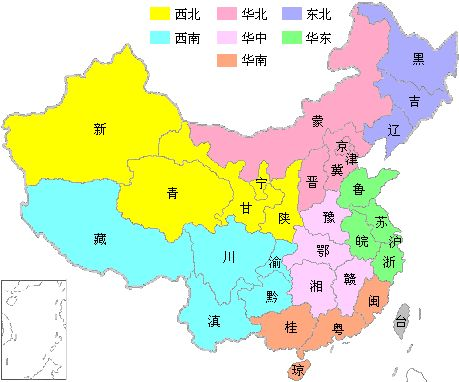 西北 华北 东北
西南 华中 华东
华南
黑
吉
辽
新
蒙
京
津
冀
晋
宁
鲁
青
甘
陕
豫
苏
藏
川
渝
鄂
皖
沪
浙
黔
湘
赣
滇
桂
粤
闽
台
琼